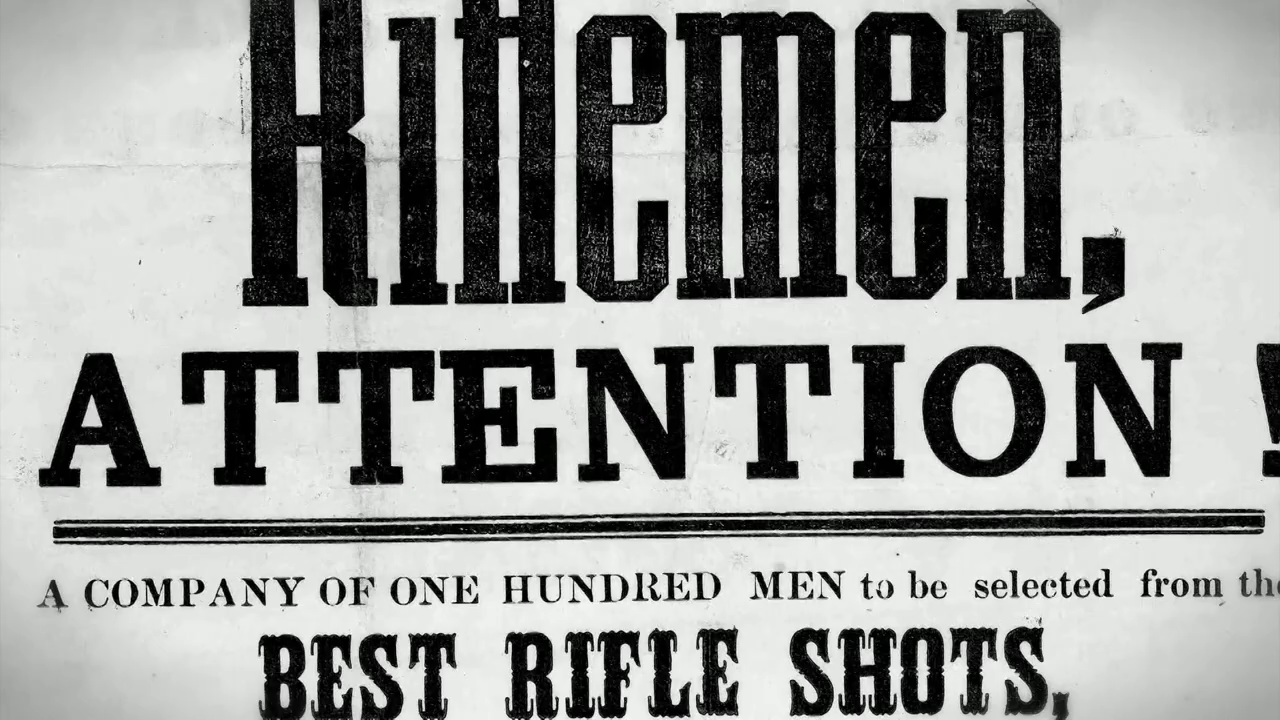 Riflemen,
ATTENTION !
A COMPANY OF ONE HUNDRED MEN to be selected from the
BEST RIFLE SHOTS,